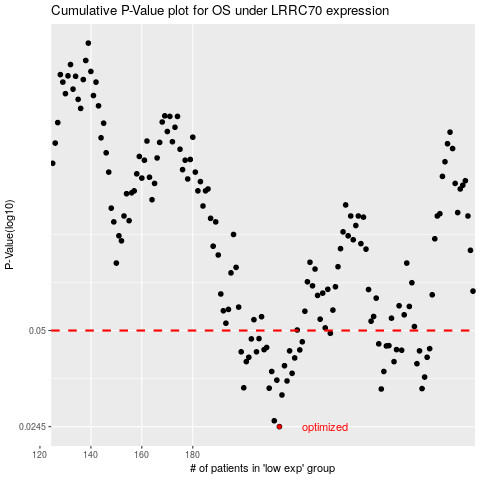 Cumulative P-Value plot for OS under LRRC70 expression
P-Value(log10)
0.05
0.0245
optimized
120 140 160 180
# of patients in 'low exp' group